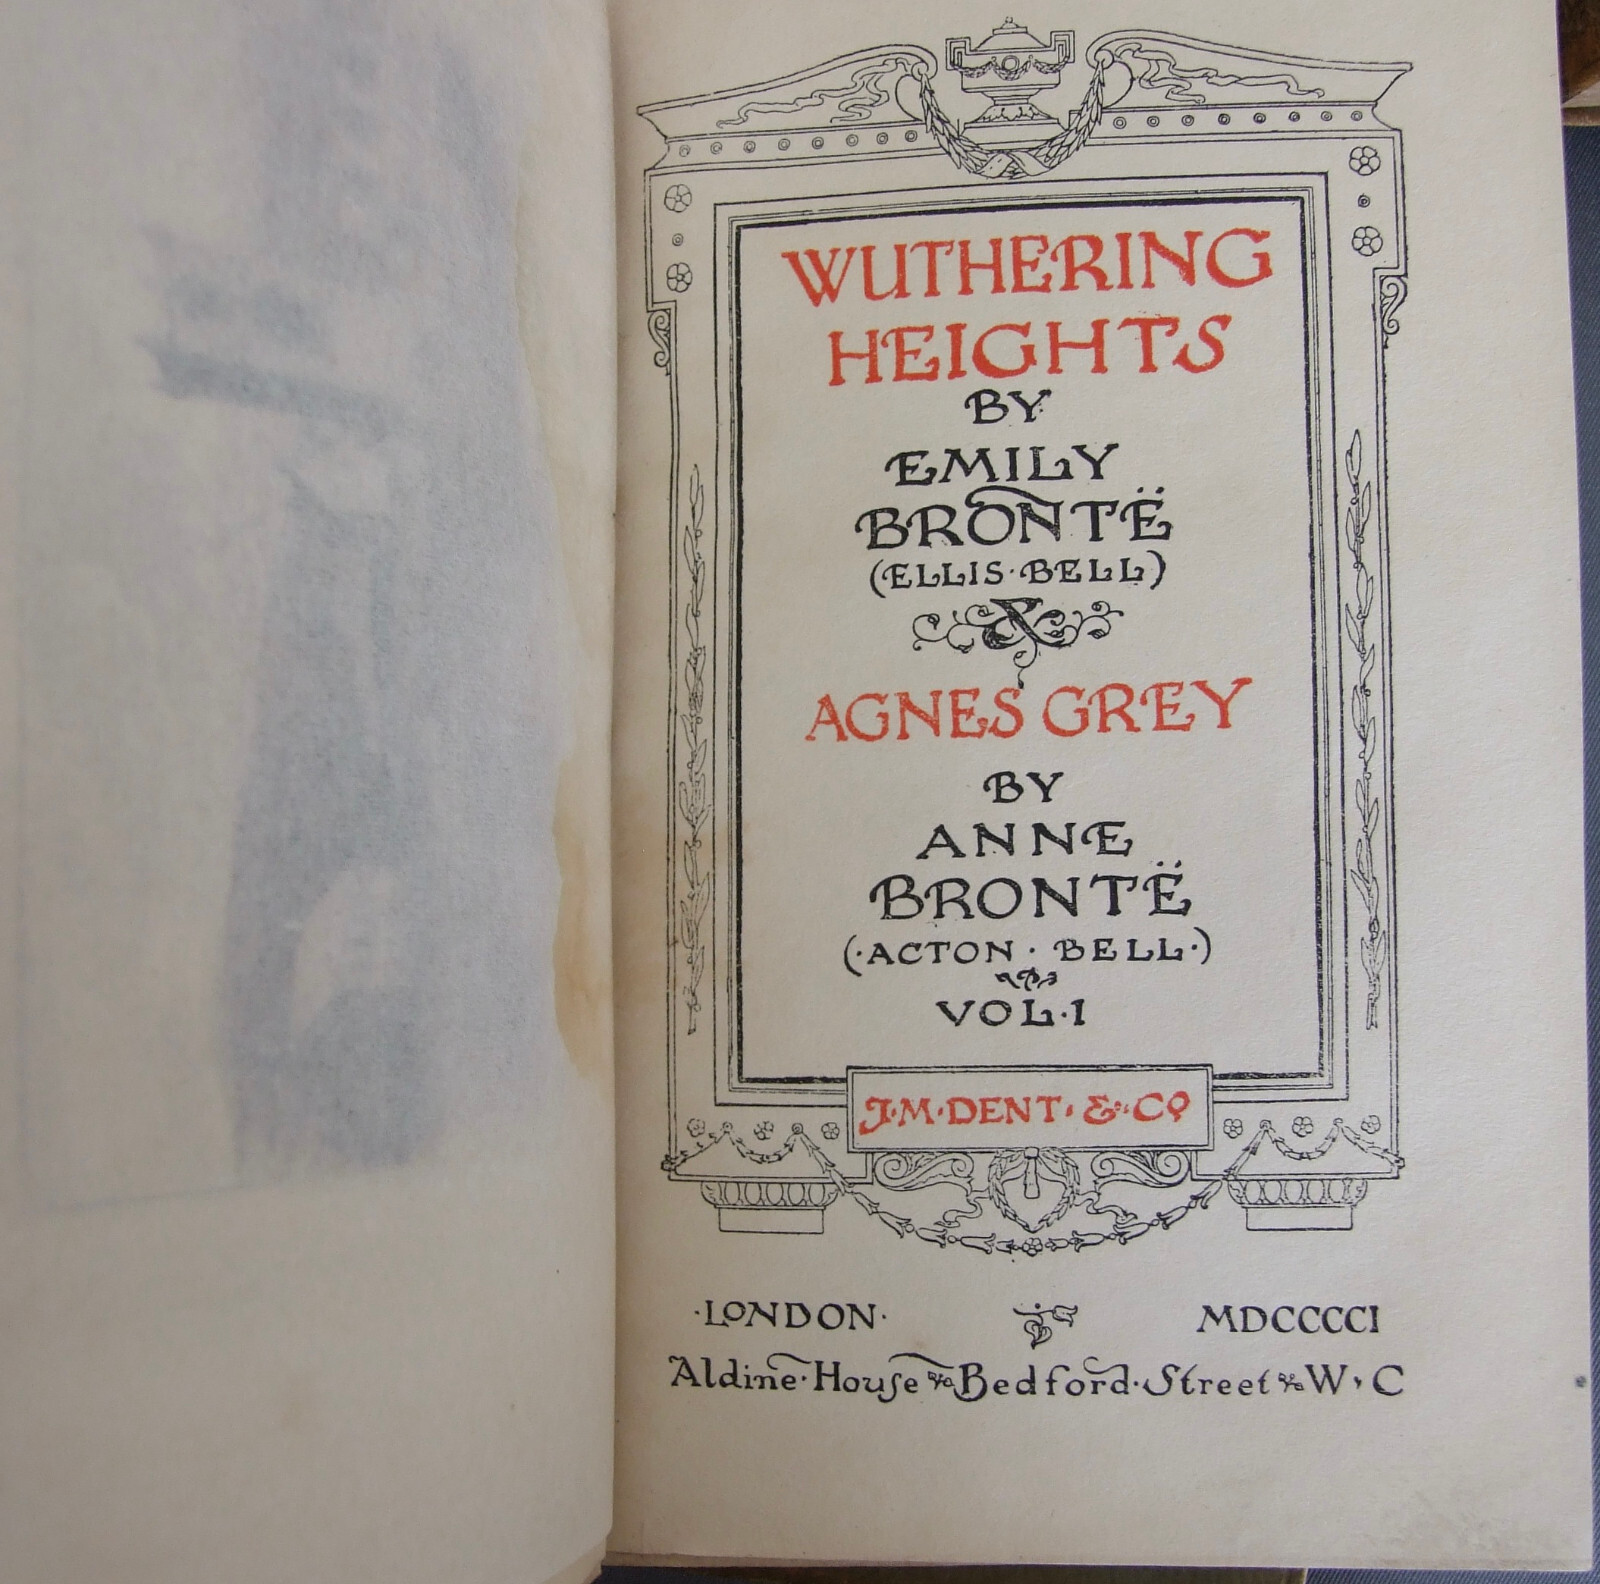 WUTHERING
HEIGHTS
BY
EMILY
BRONTË
(ELLIS·BELL)
&
AGNES GREY
BY
ANNE
BRONTË
(·ACTON·BELL·)
VOL·I
J·M·DENT·&·Co
·LONDON· MDCCCCI
Aldine·House Bedford·Street W·C